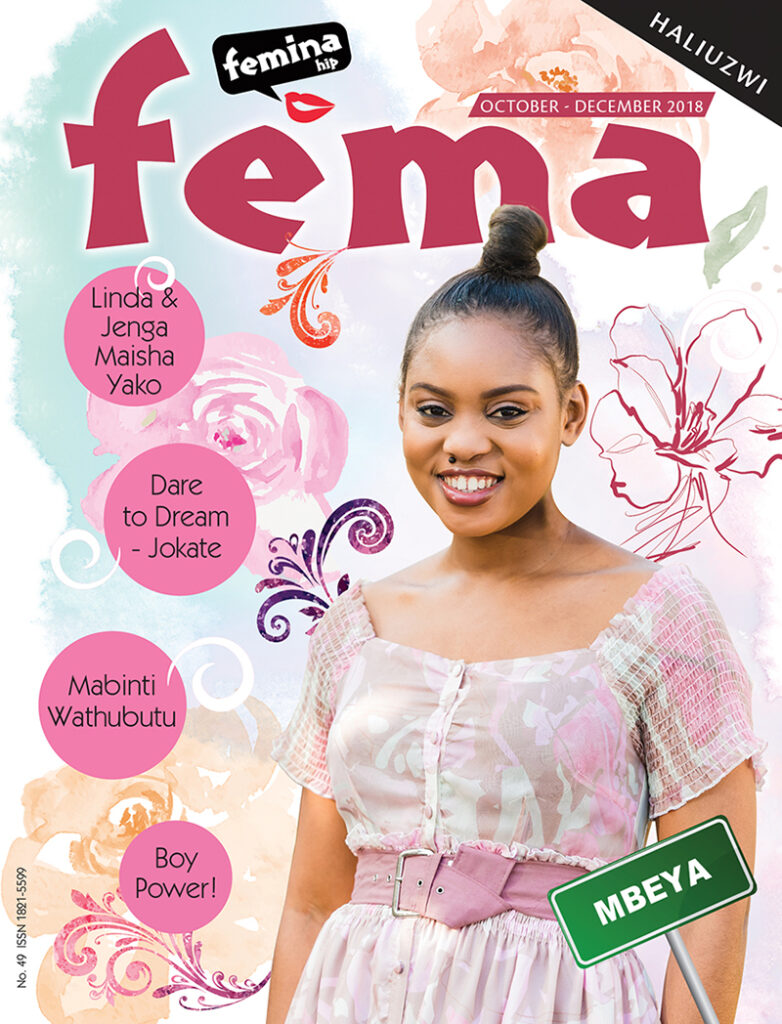 HALIUZWI
femina
hip
OCTOBER - DECEMBER 2018
fema
Linda &
Jenga
Maisha
Yako
Dare
to Dream
- Jokate
Mabinti
Wathubutu
Boy
Power!
MBEYA
No. 49 ISSN 1821-5599